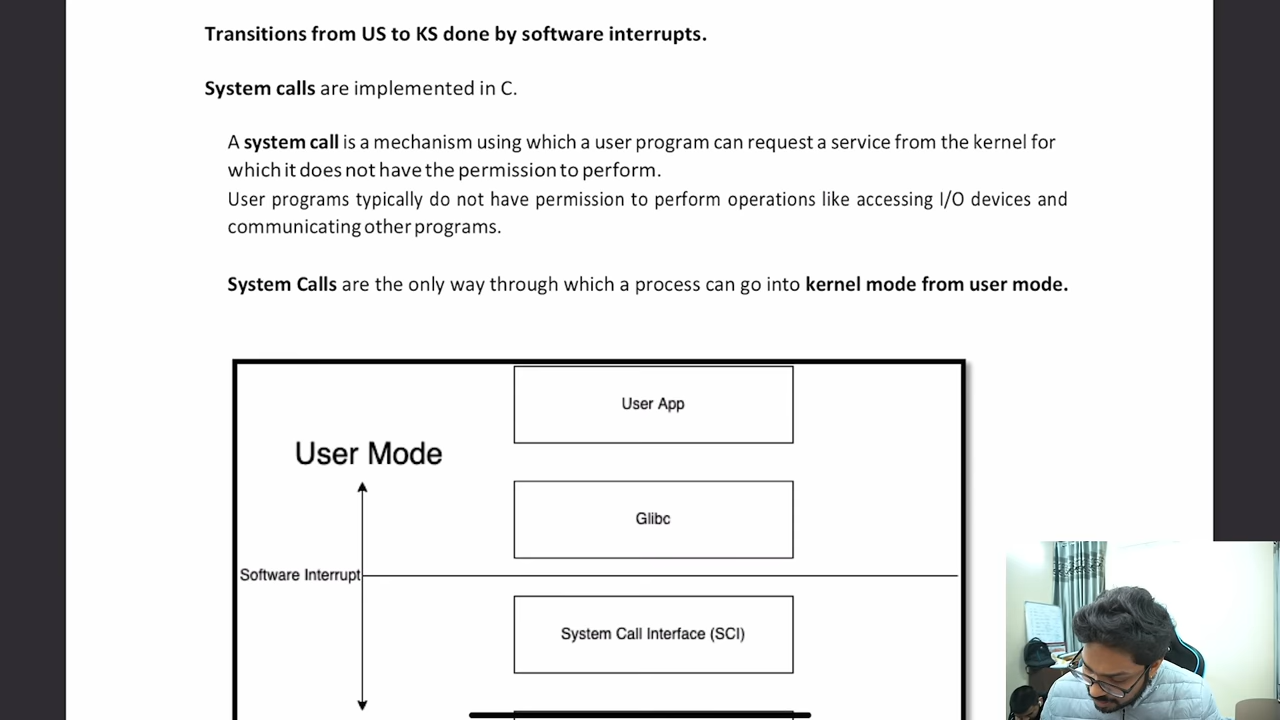 Transitions from US to KS done by software interrupts.
System calls are implemented in C.
A system call is a mechanism using which a user program can request a service from the kernel for
which it does not have the permission to perform.
User programs typically do not have permission to perform operations like accessing I/O devices and
communicating other programs.
System Calls are the only way through which a process can go into kernel mode from user mode.
User App
User Mode
Glibc
Software Interrupt
System Call Interface (SCI)